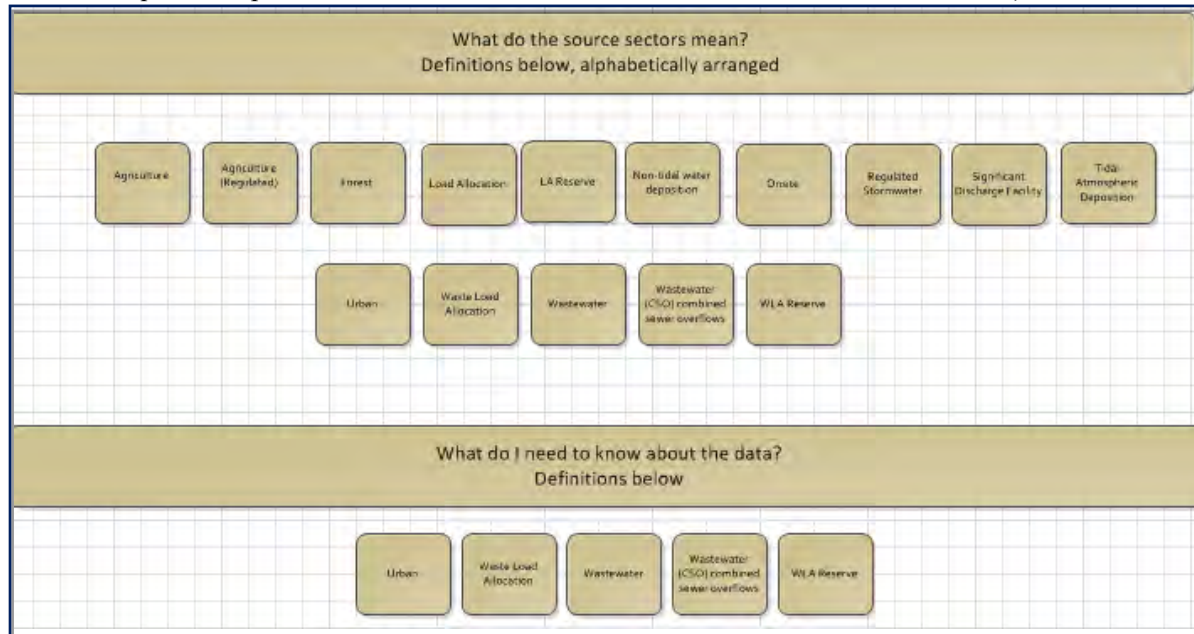 What do the source sectors mean?
Definitions below, alphabetically arranged
Agriculture
Agriculture
(Regulated)
Forest
Load Allocation
LA Reserve
Non-tidal water
deposition
Onsite
Regulated
Stormwater
Significant
Discharge Facility
Tidal
Atmospheric
Deposition
Urban
Waste Load
Allocation
Wastewater
Wastewater
(CSO) combined
sewer overflows
WLA Reserve
What do I need to know about the data?
Definitions below
Urban
Waste Load
Allocation
Wastewater
Wastewater
(CSO) combined
sewer overflows
WLA Reserve